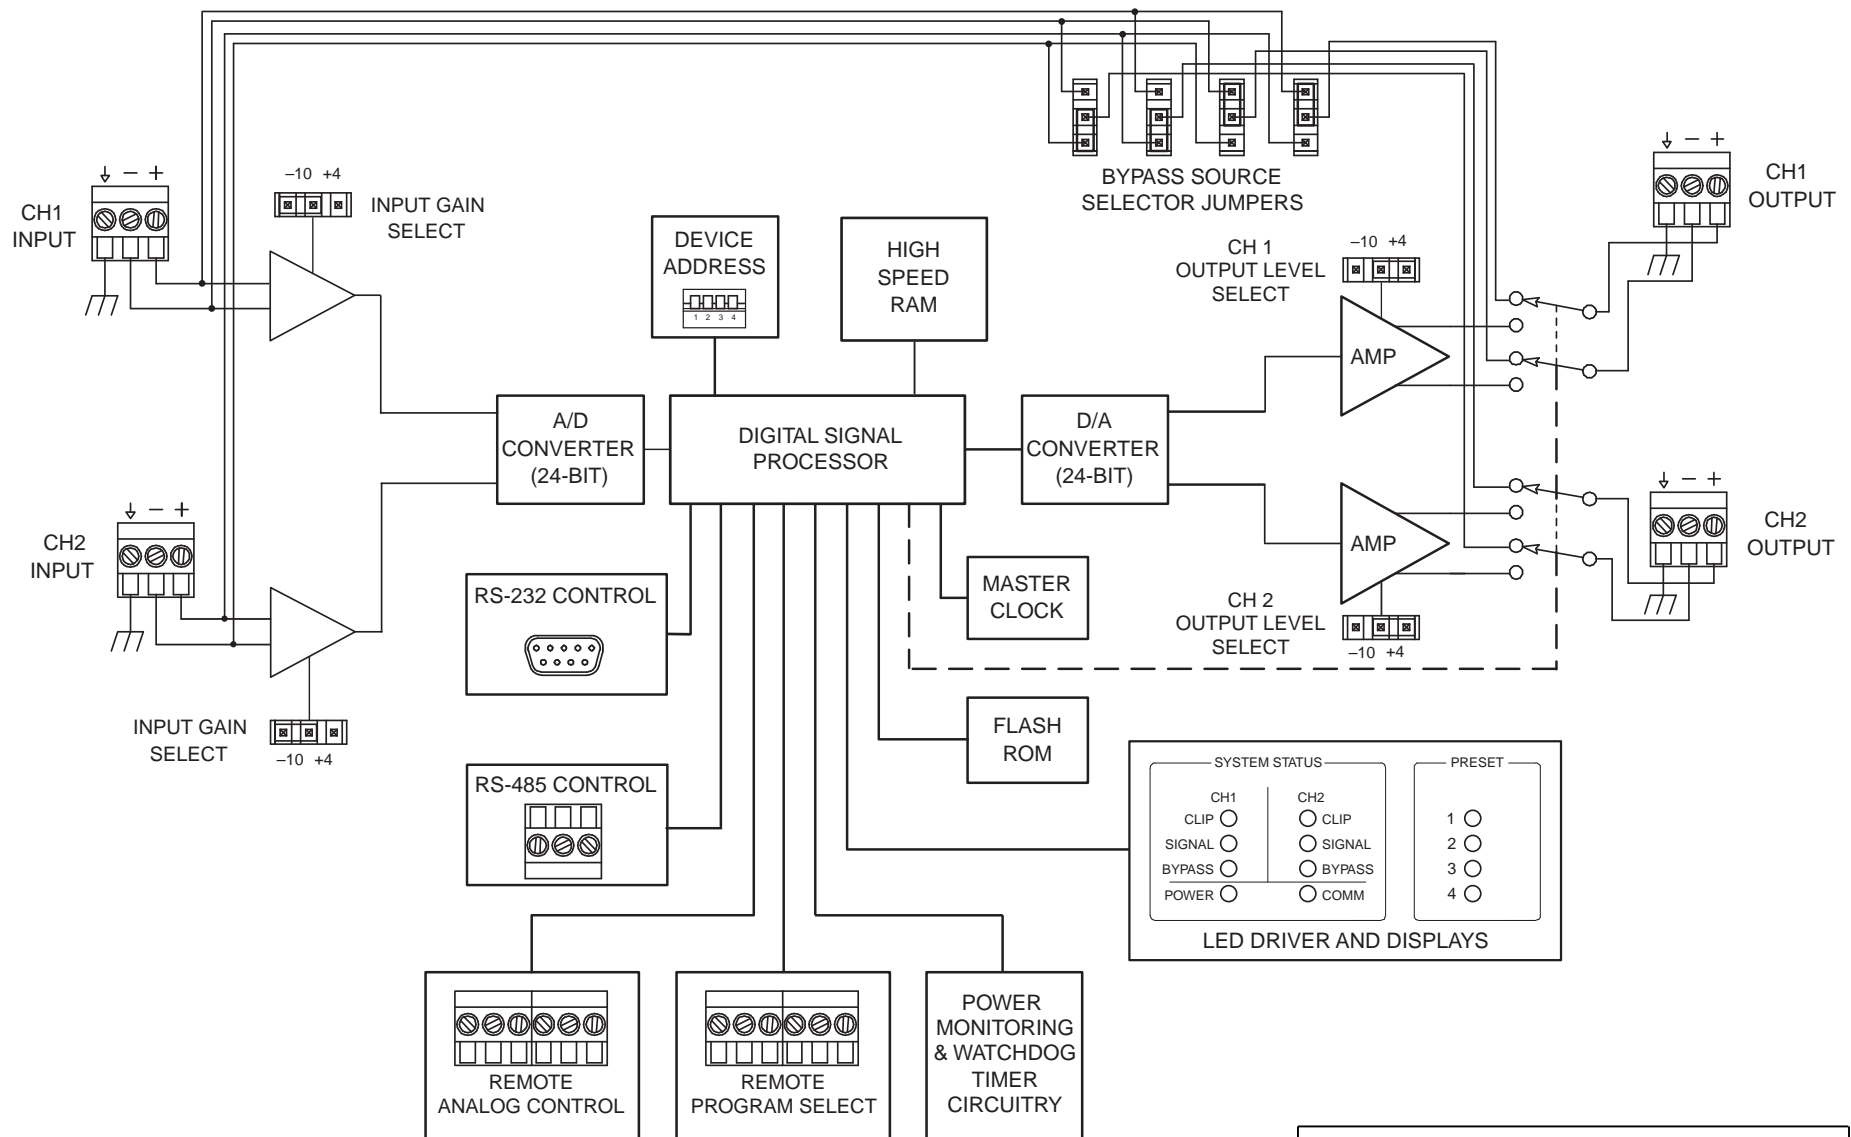 ↓ − +
CH1
INPUT
−10 +4
INPUT GAIN
SELECT
DEVICE
ADDRESS
1 2 3 4
HIGH
SPEED
RAM
BYPASS SOURCE
SELECTOR JUMPERS
CH 1
OUTPUT LEVEL
SELECT
−10 +4
↓ − +
CH1
OUTPUT
A/D
CONVERTER
(24-BIT)
DIGITAL SIGNAL
PROCESSOR
D/A
CONVERTER
(24-BIT)
AMP
AMP
↓ − +
CH2
INPUT
↓ − +
CH2
OUTPUT
RS-232 CONTROL
MASTER
CLOCK
CH 2
OUTPUT LEVEL
SELECT
−10 +4
INPUT GAIN
SELECT
−10 +4
FLASH
ROM
RS-485 CONTROL
SYSTEM STATUS
CH1 CH2
CLIP CLIP
SIGNAL SIGNAL
BYPASS BYPASS
POWER COMM
PRESET
1
2
3
4
LED DRIVER AND DISPLAYS
REMOTE
ANALOG CONTROL
REMOTE
PROGRAM SELECT
POWER
MONITORING
& WATCHDOG
TIMER
CIRCUITRY